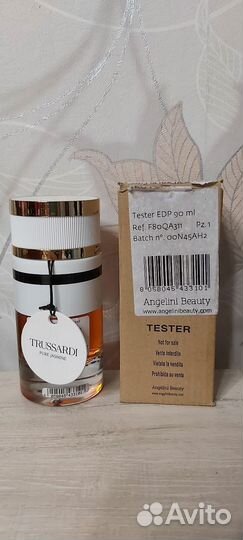 Tester EDP 90 ml
Ref. F80QA311 Pz. 1
Batch n°. 00N45AH2
8 058045 433101
Angelini Beauty
www.angelinibeauty.com
TESTER
Not for sale
Vente interdite
Vietata la vendita
Prohibida su venta
Angelini Beauty
www.angelinibeauty.com
TRUSSARDI
PURE JASMINE
Avito